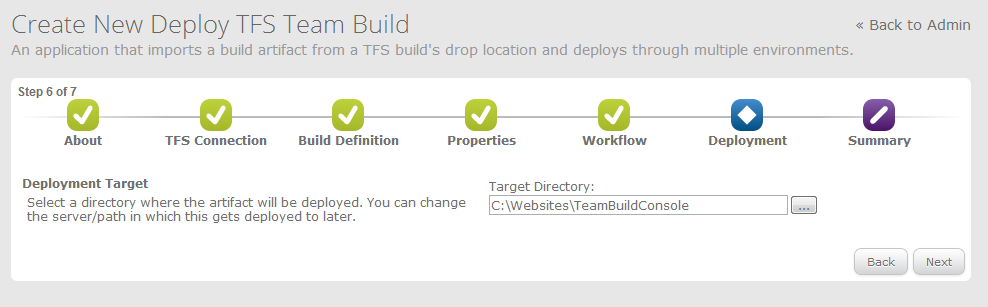 Create New Deploy TFS Team Build
« Back to Admin
An application that imports a build artifact from a TFS build's drop location and deploys through multiple environments.
Step 6 of 7
About
TFS Connection
Build Definition
Properties
Workflow
Deployment
Summary
Deployment Target
Select a directory where the artifact will be deployed. You can change
the server/path in which this gets deployed to later.
Target Directory:
C:\Websites\TeamBuildConsole
...
Back
Next